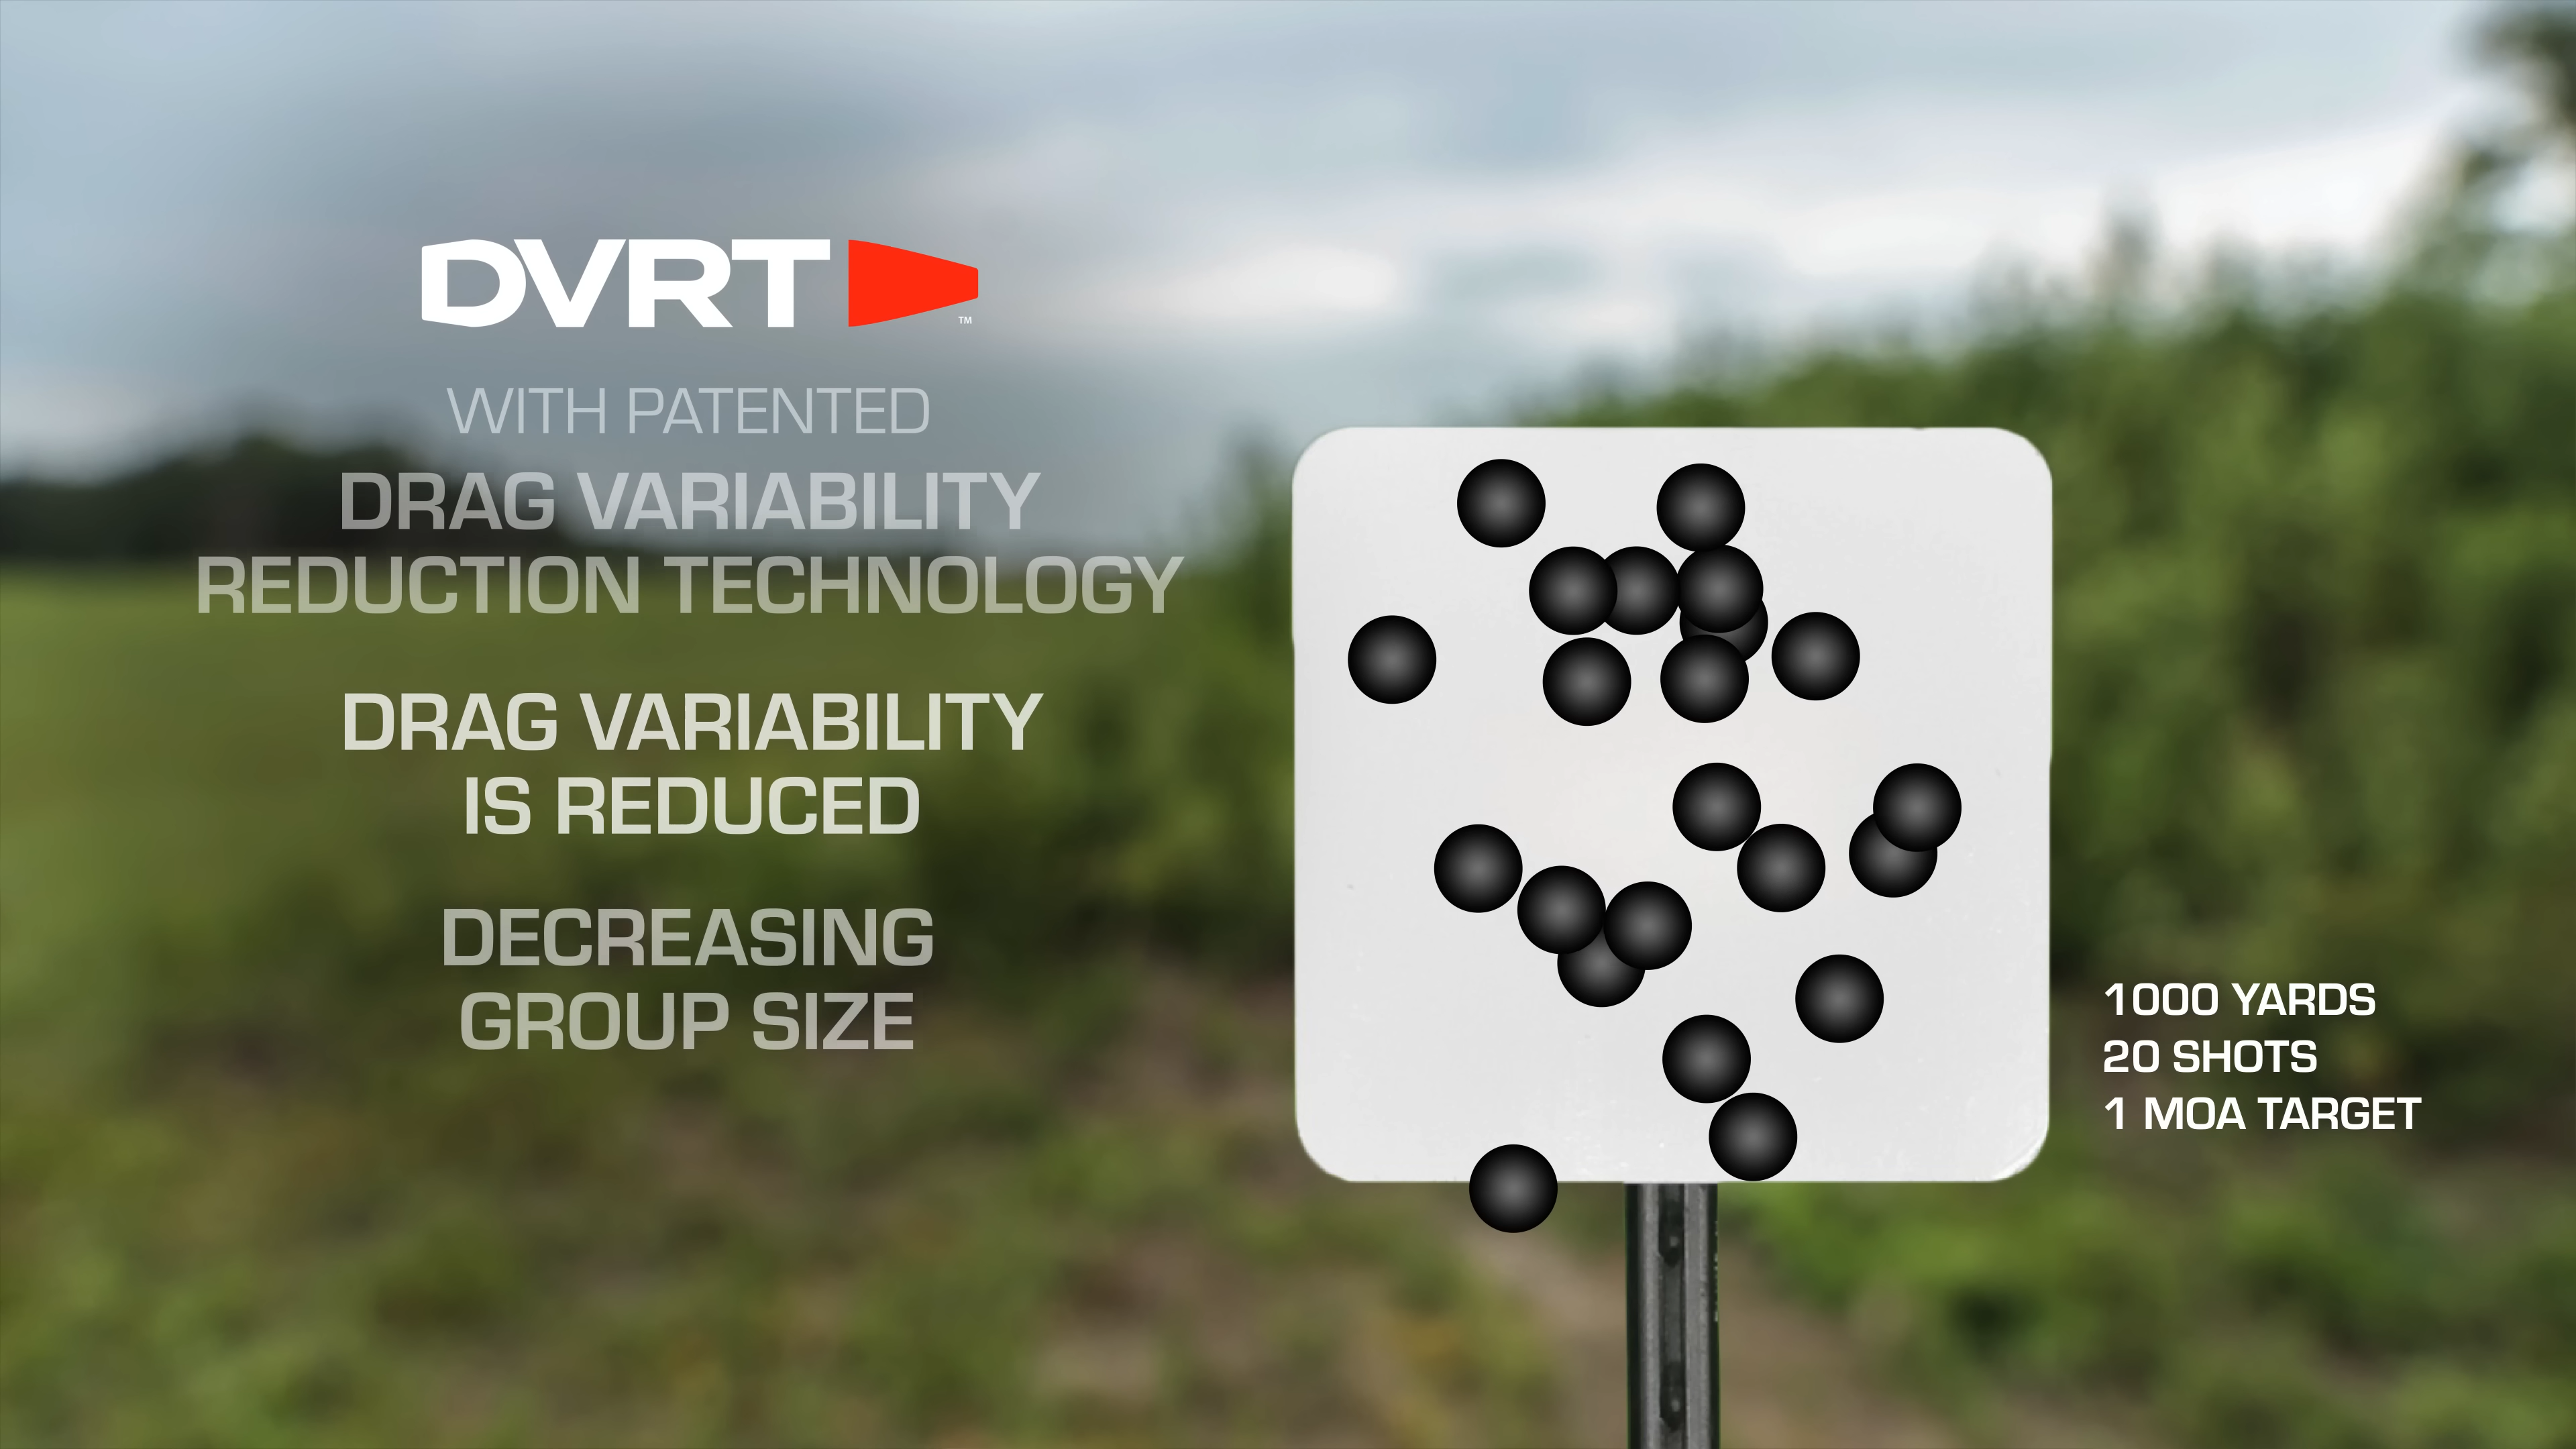 DVRT
TM
WITH PATENTED
DRAG VARIABILITY
REDUCTION TECHNOLOGY
DRAG VARIABILITY
IS REDUCED
DECREASING
GROUP SIZE
1000 YARDS
20 SHOTS
1 MOA TARGET